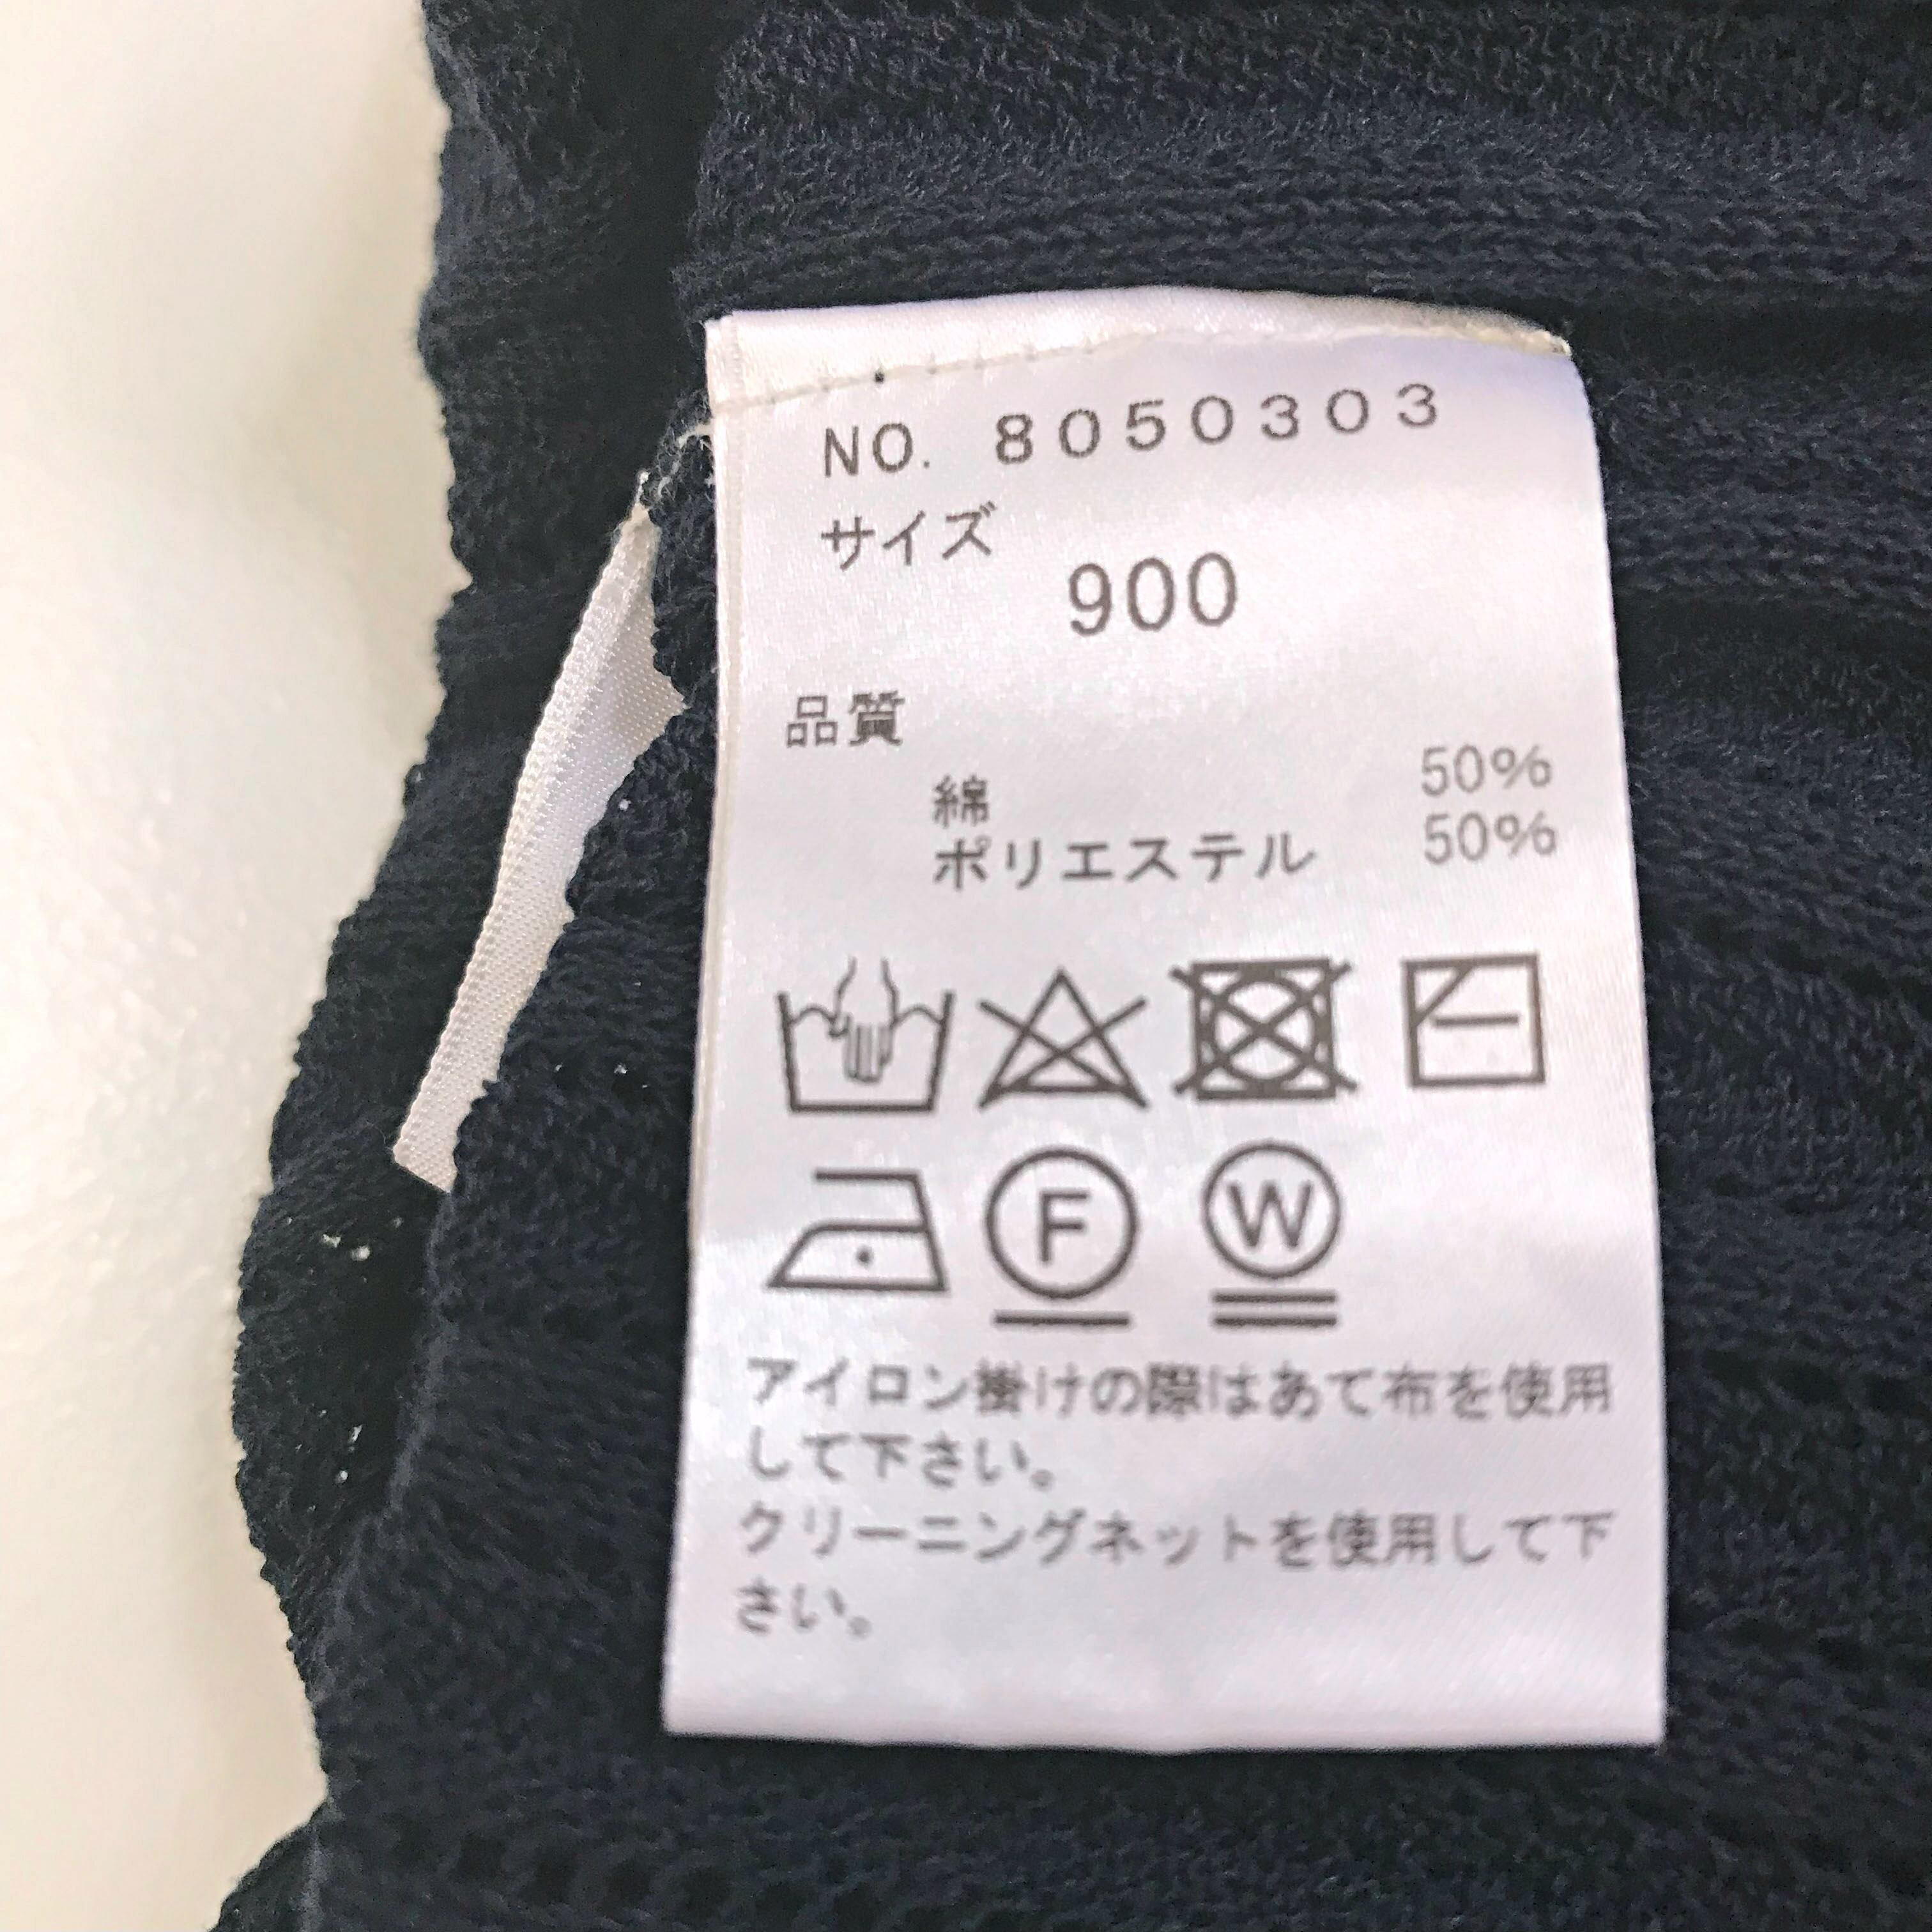 NO. 8050303
サイズ
900
品質
綿 50%
ポリエステル 50%
F W
アイロン掛けの際はあて布を使用
して下さい。
クリーニングネットを使用して下
さい。